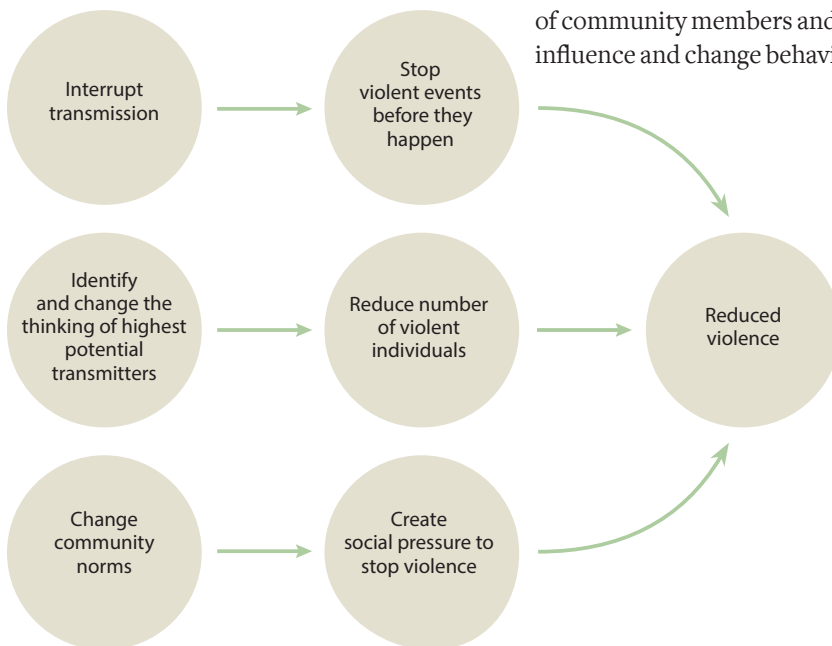 of community members and
influence and change behavi
Interrupt
transmission
Stop
violent events
before they
happen
Identify
and change the
thinking of highest
potential
transmitters
Reduce number
of violent
individuals
Reduced
violence
Change
community
norms
Create
social pressure to
stop violence